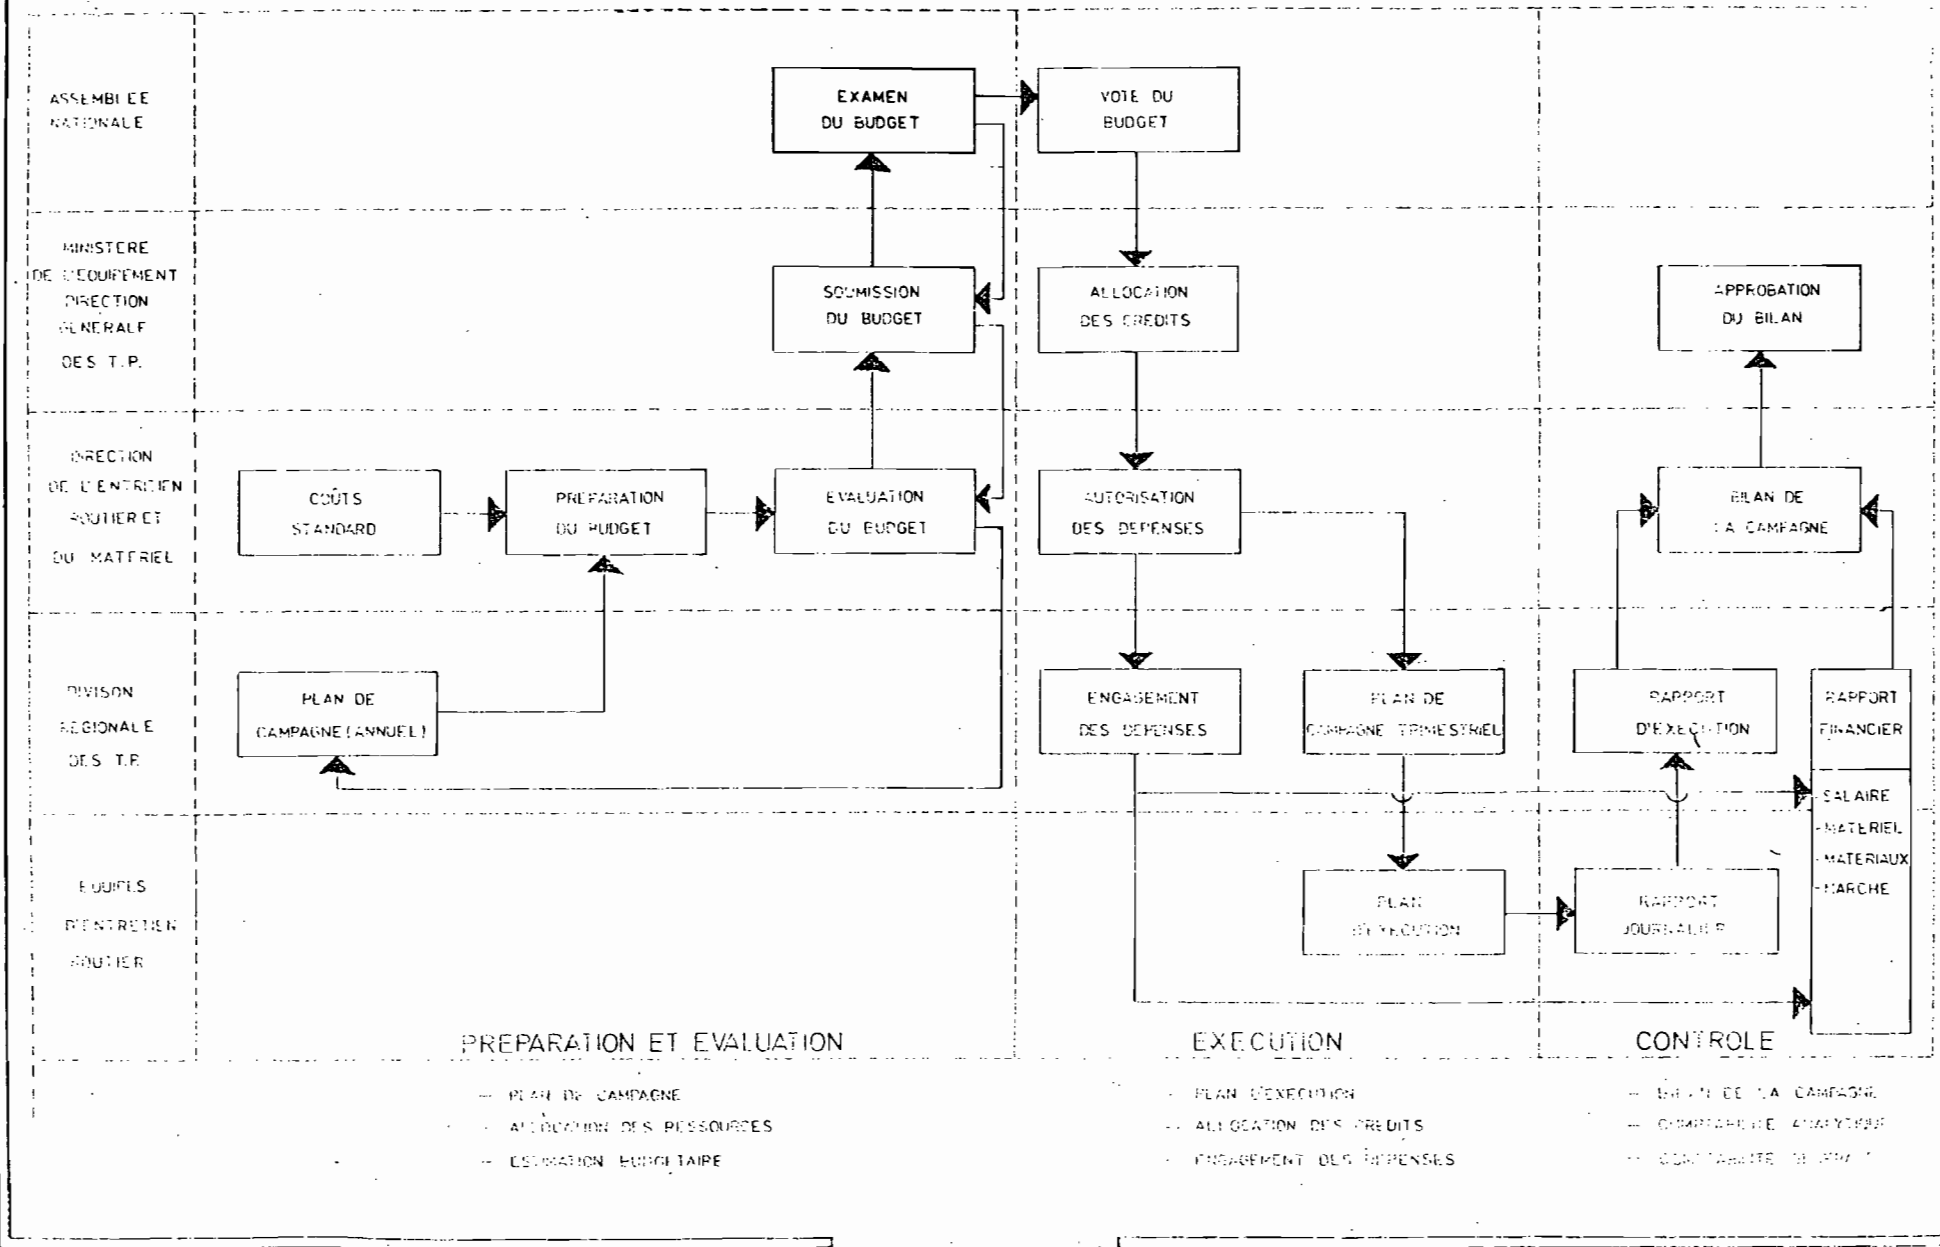 ASSEMBLEE
NATIONALE
EXAMEN
DU BUDGET
VOTE DU
BUDGET
MINISTERE
DE L'EQUIPEMENT
DIRECTION
GENERALE
DES T.P.
SOUMISSION
DU BUDGET
ALLOCATION
DES CREDITS
APPROBATION
DU BILAN
DIRECTION
DE L'ENTRETIEN
ROUTIER ET
DU MATERIEL
COÛTS
STANDARD
PREPARATION
DU BUDGET
EVALUATION
DU BUDGET
AUTORISATION
DES DEPENSES
BILAN DE
LA CAMPAGNE
DIVISON
REGIONALE
DES T.P.
PLAN DE
CAMPAGNE (ANNUEL)
ENGAGEMENT
DES DEPENSES
PLAN DE
CAMPAGNE TRIMESTRIEL
RAPPORT
D'EXECUTION
RAPPORT
FINANCIER
- SALAIRE
- MATERIEL
- MATERIAUX
- MARCHE
EQUIPES
D'ENTRETIEN
ROUTIER
PLAN
D'EXECUTION
RAPPORT
JOURNALIER
PREPARATION ET EVALUATION
EXECUTION
CONTROLE
- PLAN DE CAMPAGNE
- ALLOCATION DES RESSOURCES
- ESTIMATION BUDGETAIRE
- PLAN D'EXECUTION
- ALLOCATION DES CREDITS
- ENGAGEMENT DES DEPENSES
- BILAN DE LA CAMPAGNE
- COMPTABILITE ANALYTIQUE
- COMPTABILITE